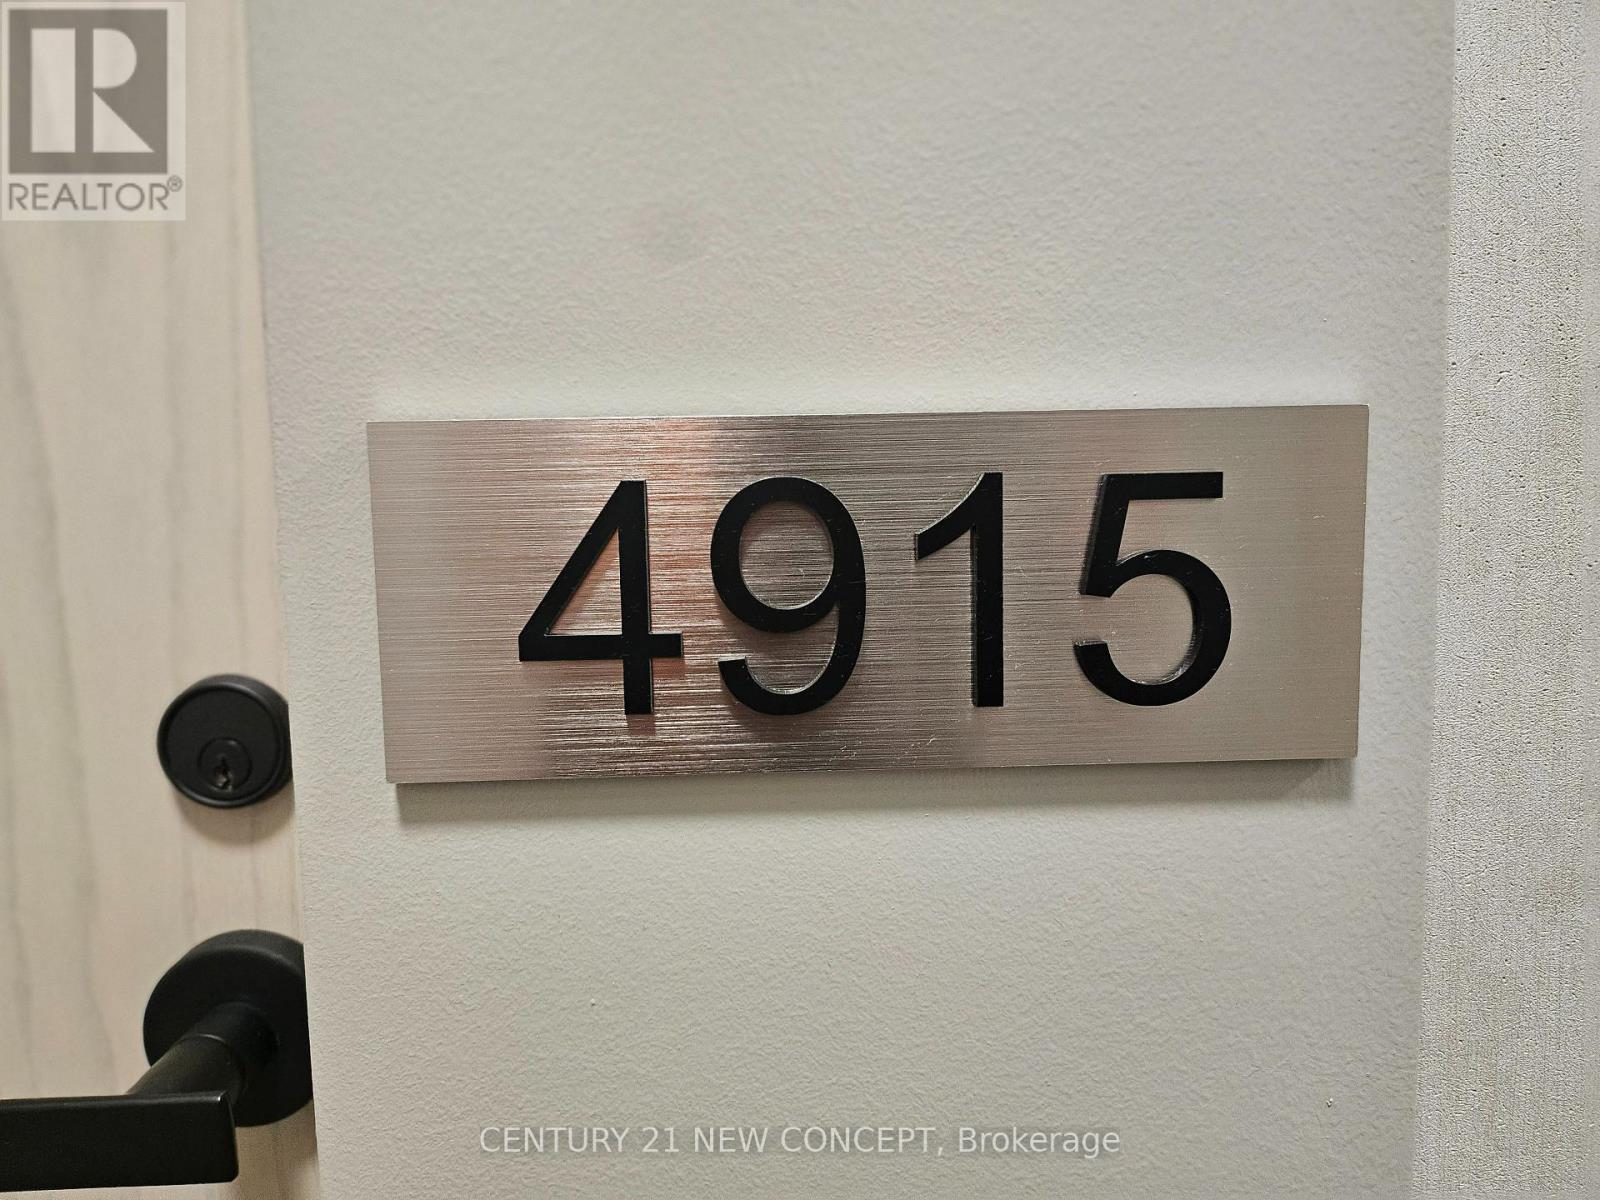 REALTOR®
4915
CENTURY 21 NEW CONCEPT, Brokerage